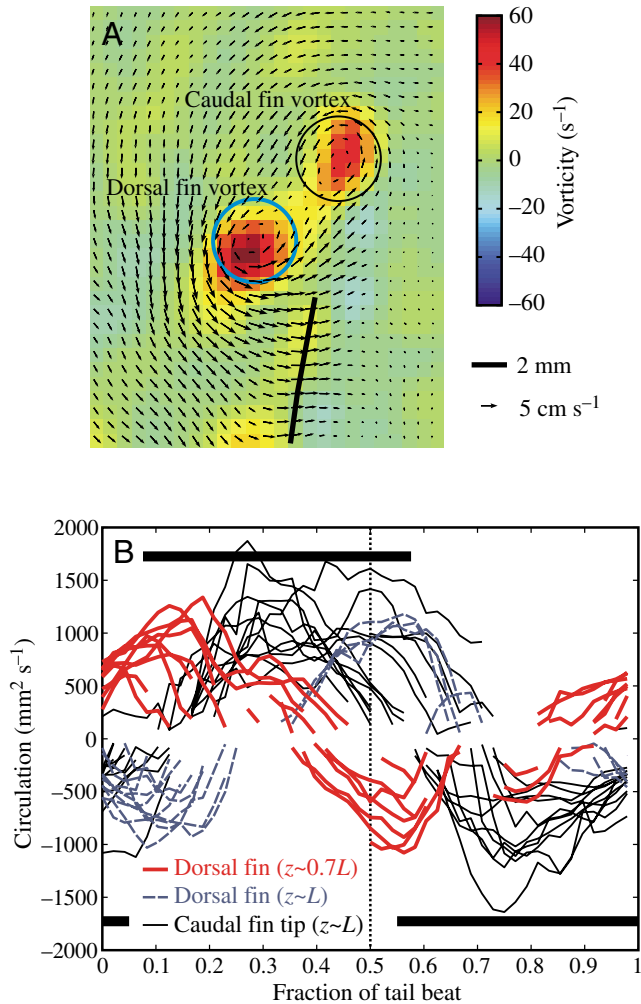 A
Caudal fin vortex
Dorsal fin vortex
60
40
20
0
–20
–40
–60
Vorticity (s⁻¹)
2 mm
5 cm s⁻¹
B
2000
1500
1000
500
0
−500
−1000
−1500
−2000
Circulation (mm² s⁻¹)
Dorsal fin (z~0.7L)
Dorsal fin (z~L)
Caudal fin tip (z~L)
0 0.1 0.2 0.3 0.4 0.5 0.6 0.7 0.8 0.9 1
Fraction of tail beat